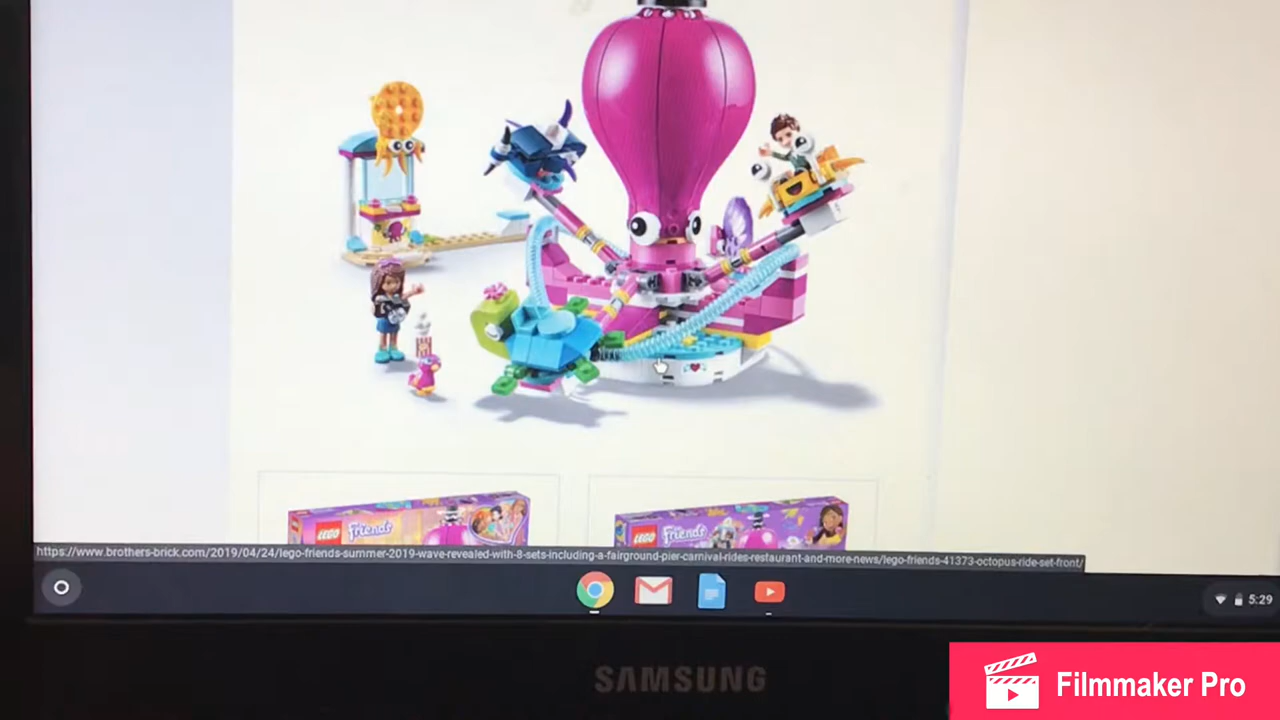 LEGO Friends
LEGO Friends
https://www.brothers-brick.com/2019/04/24/lego-friends-summer-2019-wave-revealed-with-8-sets-including-a-fairground-pier-carnival-rides-restaurant-and-more-news/lego-friends-41373-octopus-ride-set-front/
5:29
SAMSUNG
Filmmaker Pro